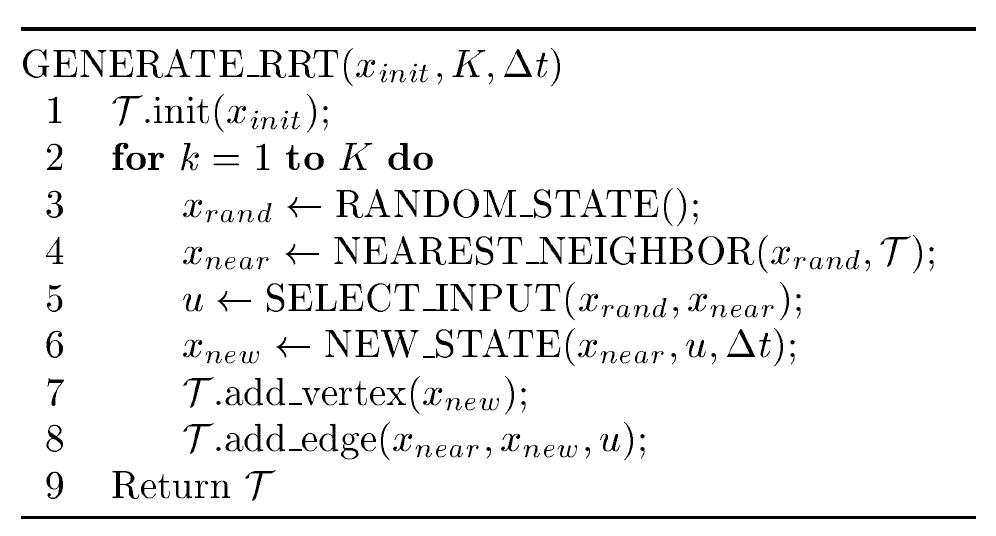 GENERATE_RRT(x_init, K, Δt)
1 𝒯.init(x_init);
2 for k = 1 to K do
3 x_rand ← RANDOM_STATE();
4 x_near ← NEAREST_NEIGHBOR(x_rand, 𝒯);
5 u ← SELECT_INPUT(x_rand, x_near);
6 x_new ← NEW_STATE(x_near, u, Δt);
7 𝒯.add_vertex(x_new);
8 𝒯.add_edge(x_near, x_new, u);
9 Return 𝒯